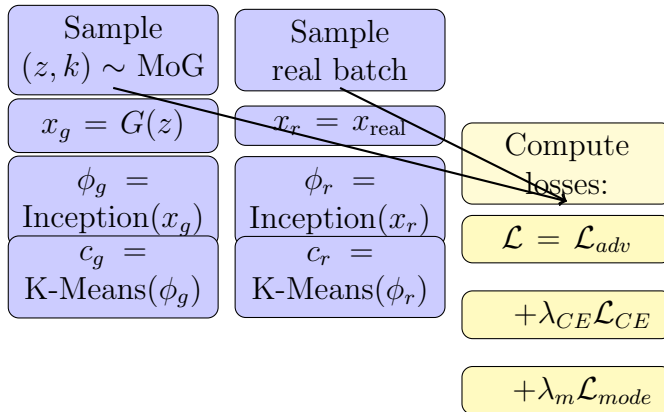 Sample
(z, k) ∼ MoG
x_g = G(z)
ϕ_g =
Inception(x_g)
c_g =
K-Means(ϕ_g)
Sample
real batch
x_r = x_real
ϕ_r =
Inception(x_r)
c_r =
K-Means(ϕ_r)
Compute
losses:
ℒ = ℒ_adv
+λ_CE ℒ_CE
+λ_m ℒ_mode